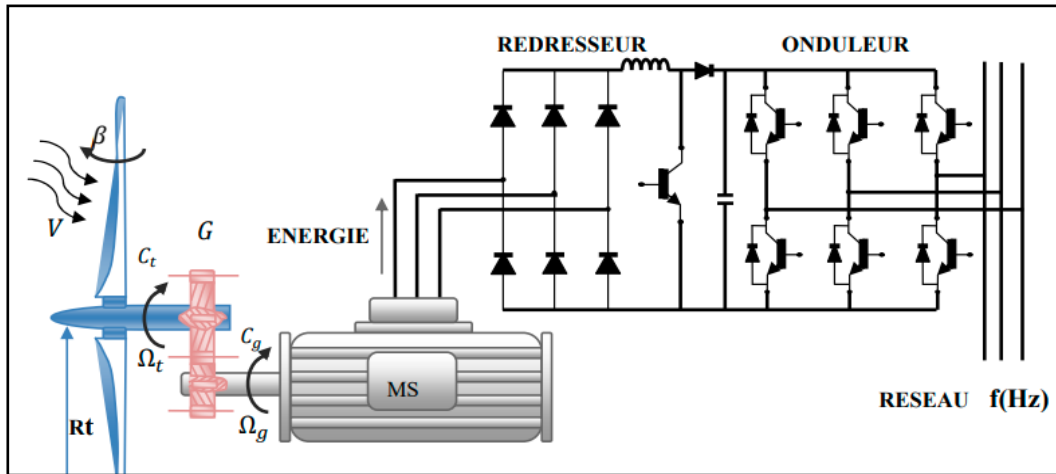 REDRESSEUR
ONDULEUR
β
V
G
ENERGIE
C_t
C_g
Ω_t
MS
Ω_g
Rt
RESEAU f(Hz)